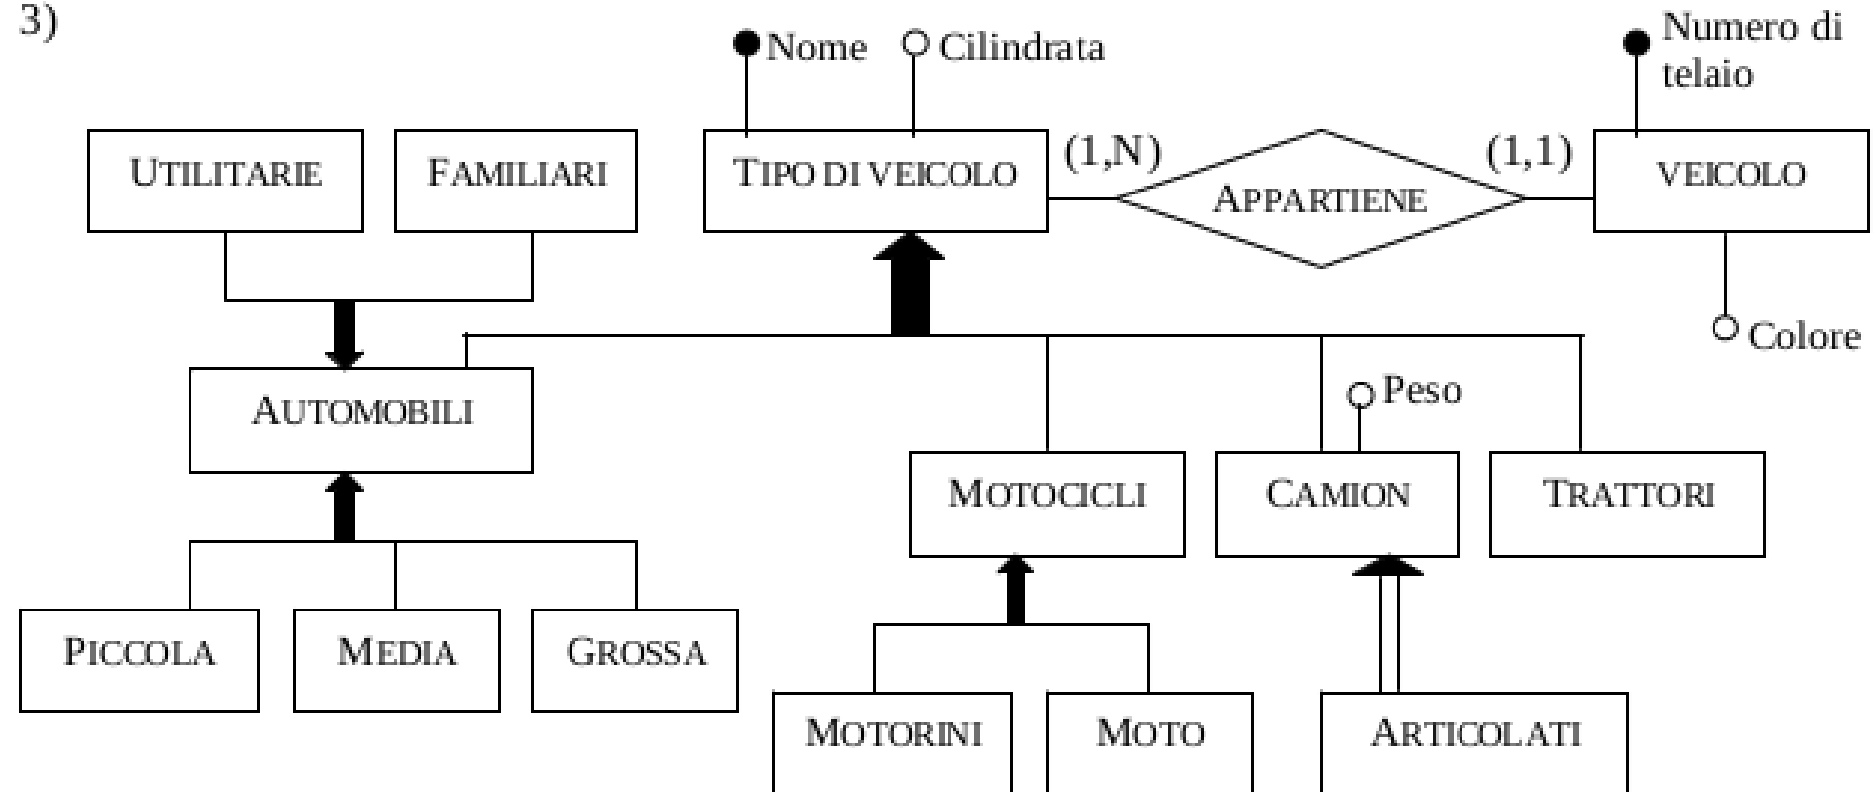 3)
Nome
Cilindrata
Numero di
telaio
UTILITARIE
FAMILIARI
TIPO DI VEICOLO
(1,N)
APPARTIENE
(1,1)
VEICOLO
Colore
AUTOMOBILI
Peso
MOTOCICLI
CAMION
TRATTORI
PICCOLA
MEDIA
GROSSA
MOTORINI
MOTO
ARTICOLATI